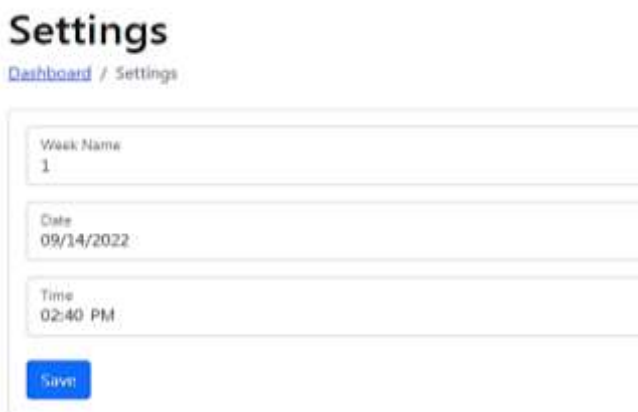 Settings
Dashboard / Settings
Week Name
1
Date
09/14/2022
Time
02:40 PM
Save